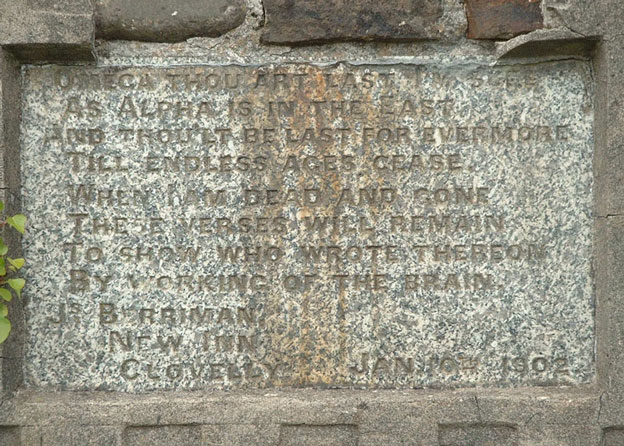 OMEGA THOU ART LAST I'M
AS ALPHA IS IN THE EAST
AND THOU'LT BE LAST FOR EVERMORE
TILL ENDLESS AGES CEASE.
WHEN I AM DEAD AND GONE
THESE VERSES WILL REMAIN
TO SHOW WHO WROTE THEREON
BY WORKING OF THE BRAIN.
BERRIMAN,
NEW INN
CLOVELLY. JAN 16TH 1902